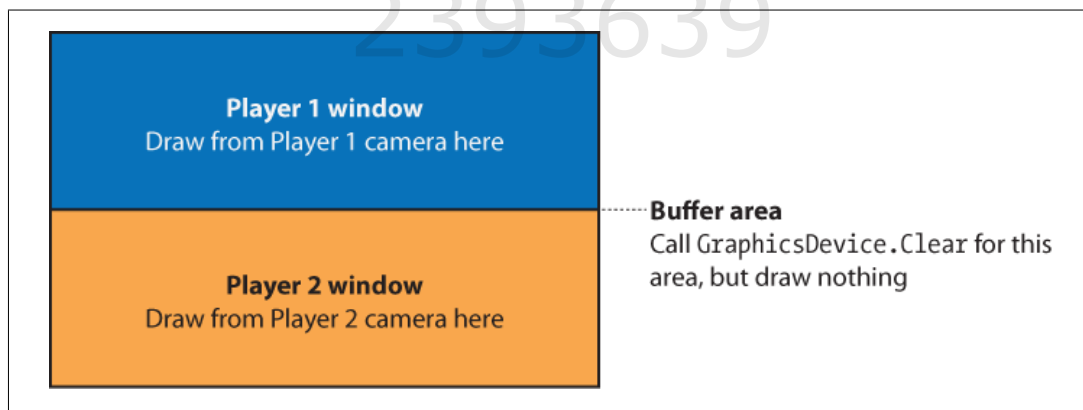 2393639
Player 1 window
Draw from Player 1 camera here
Buffer area
Call GraphicsDevice.Clear for this
area, but draw nothing
Player 2 window
Draw from Player 2 camera here